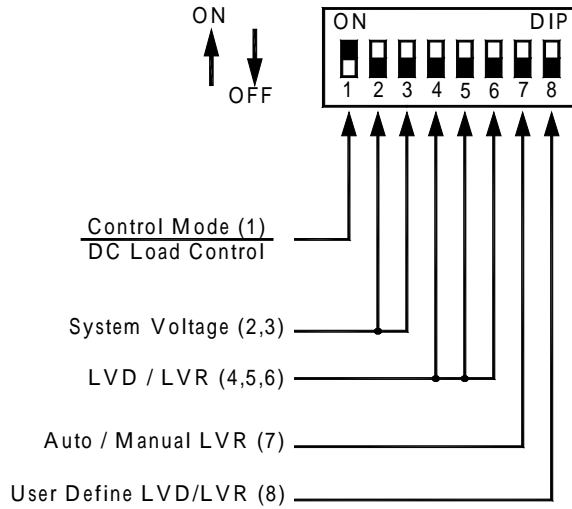 ON
OFF
ON DIP
1 2 3 4 5 6 7 8
Control Mode (1)
DC Load Control
System Voltage (2,3)
LVD / LVR (4,5,6)
Auto / Manual LVR (7)
User Define LVD/LVR (8)